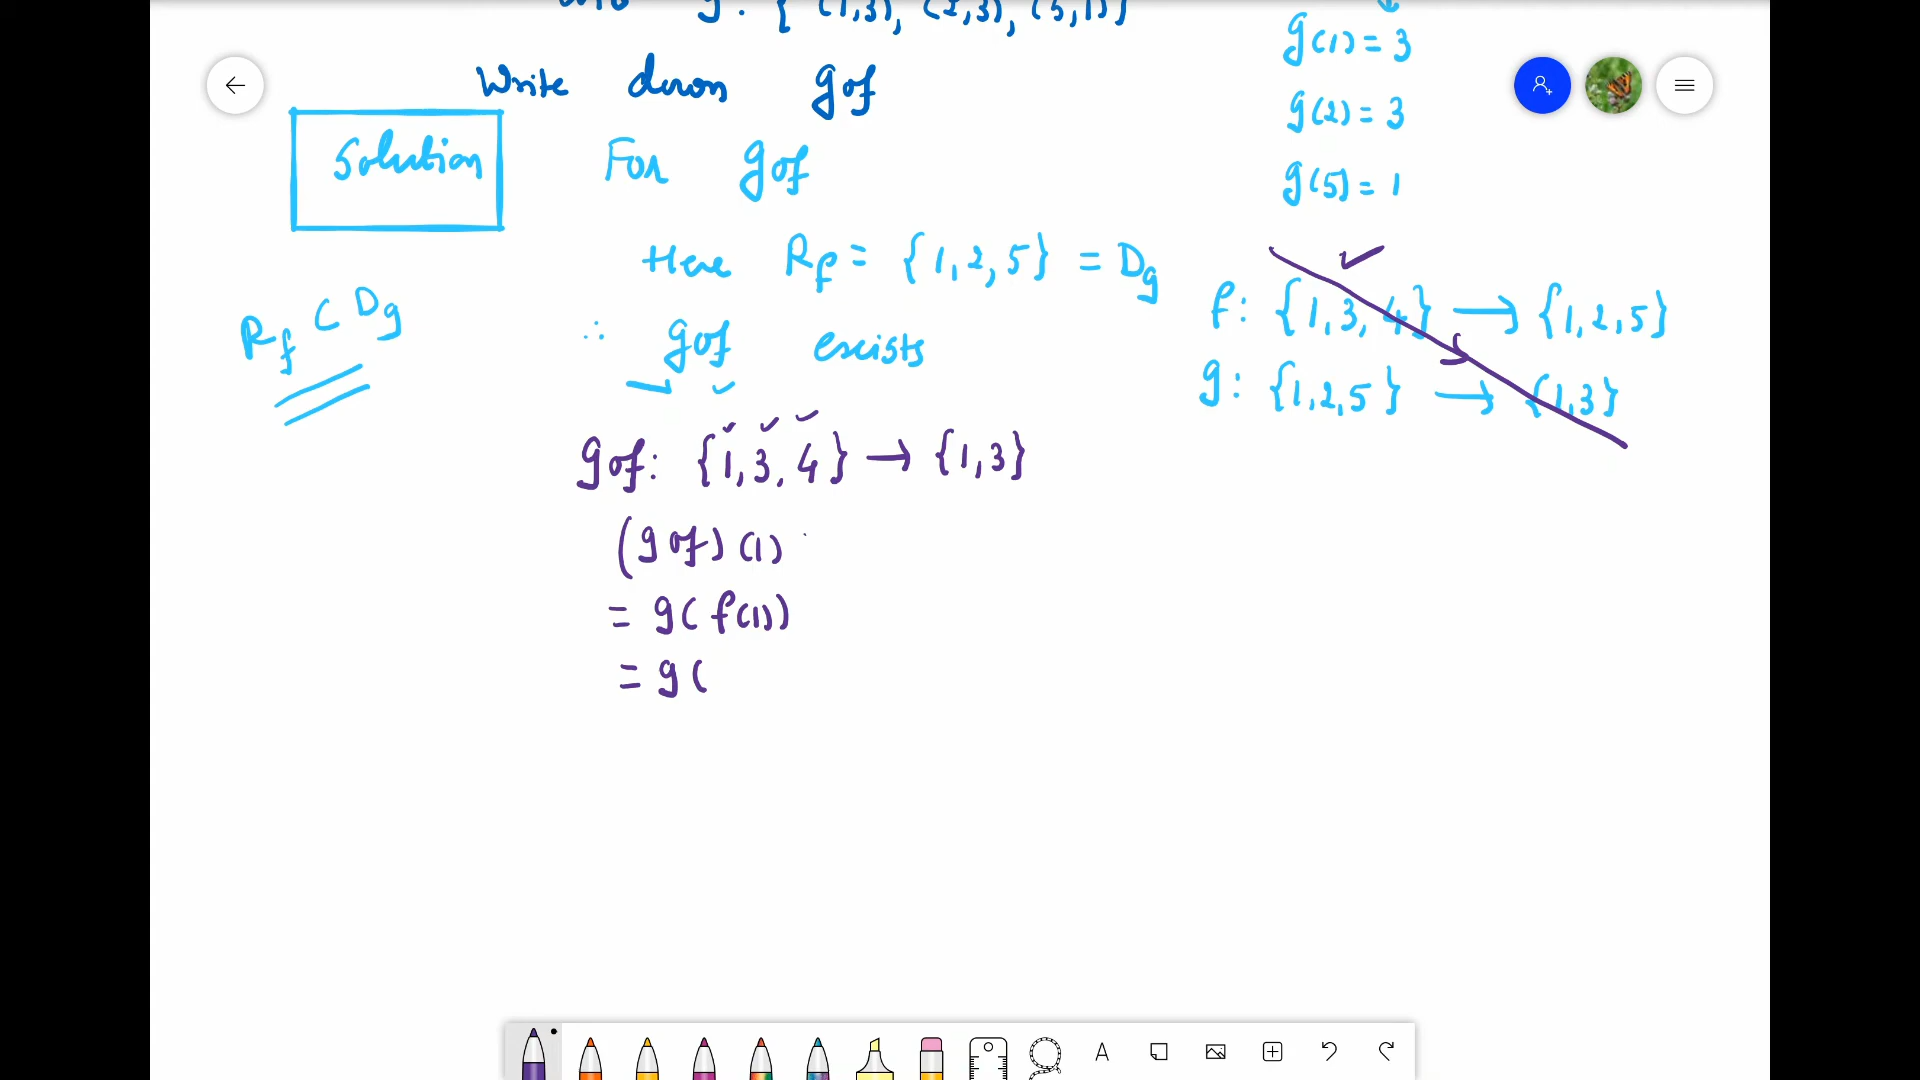 g: { (1,3), (2,3), (5,1)}
Write down gof
Solution
For gof
Here Rf = {1,2,5} = Dg
Rf ⊂ Dg
∴ gof exists
gof: {1,3,4} → {1,3}
(gof)(1)
= g( f(1))
= g(
g(1) = 3
g(2) = 3
g(5) = 1
f: {1,3,4} → {1,2,5}
g: {1,2,5} → {1,3}
A